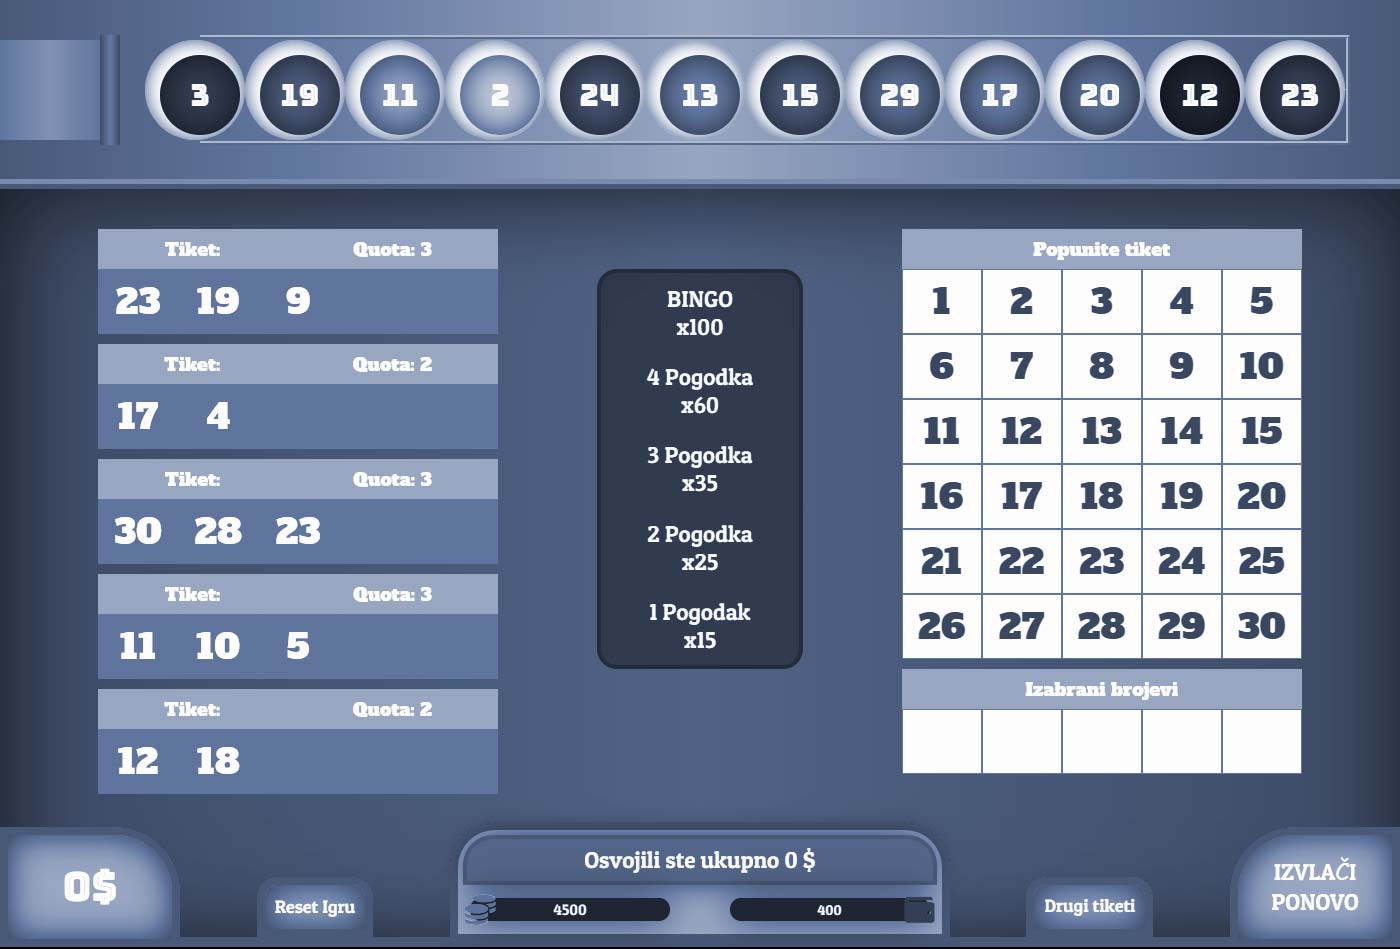 3 19 11 2 24 13 15 29 17 20 12 23
Tiket: Quota: 3
23 19 9
Tiket: Quota: 2
17 4
Tiket: Quota: 3
30 28 23
Tiket: Quota: 3
11 10 5
Tiket: Quota: 2
12 18
BINGO
x100
4 Pogodka
x60
3 Pogodka
x35
2 Pogodka
x25
1 Pogodak
x15
Popunite tiket
1 2 3 4 5
6 7 8 9 10
11 12 13 14 15
16 17 18 19 20
21 22 23 24 25
26 27 28 29 30
Izabrani brojevi
0$
Reset Igru
Osvojili ste ukupno 0 $
4500
400
Drugi tiketi
IZVLAČI
PONOVO